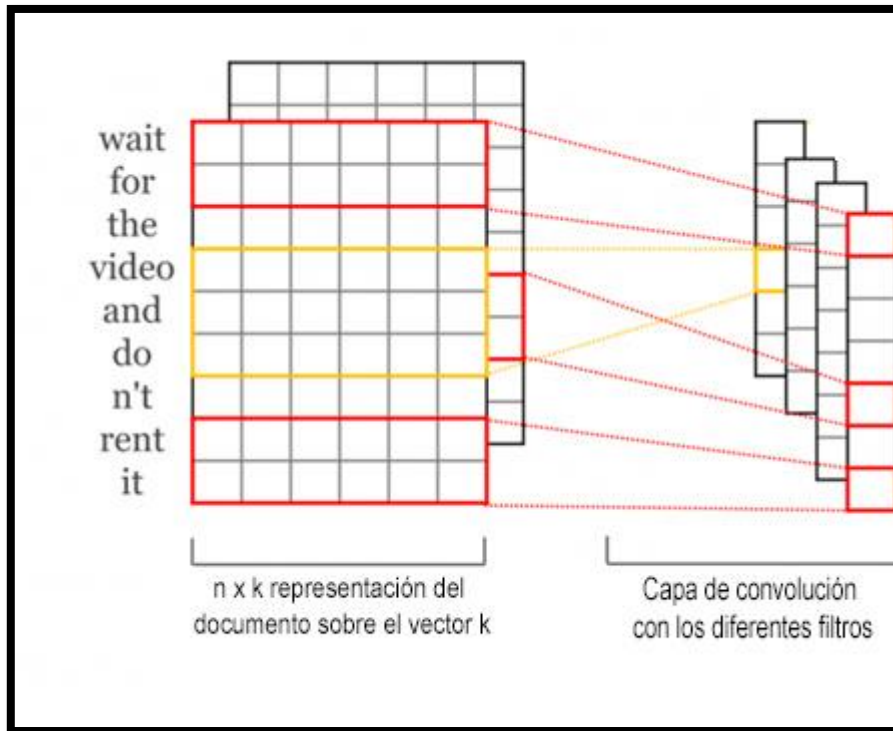 wait
for
the
video
and
do
n't
rent
it
n x k representación del
documento sobre el vector k
Capa de convolución
con los diferentes filtros